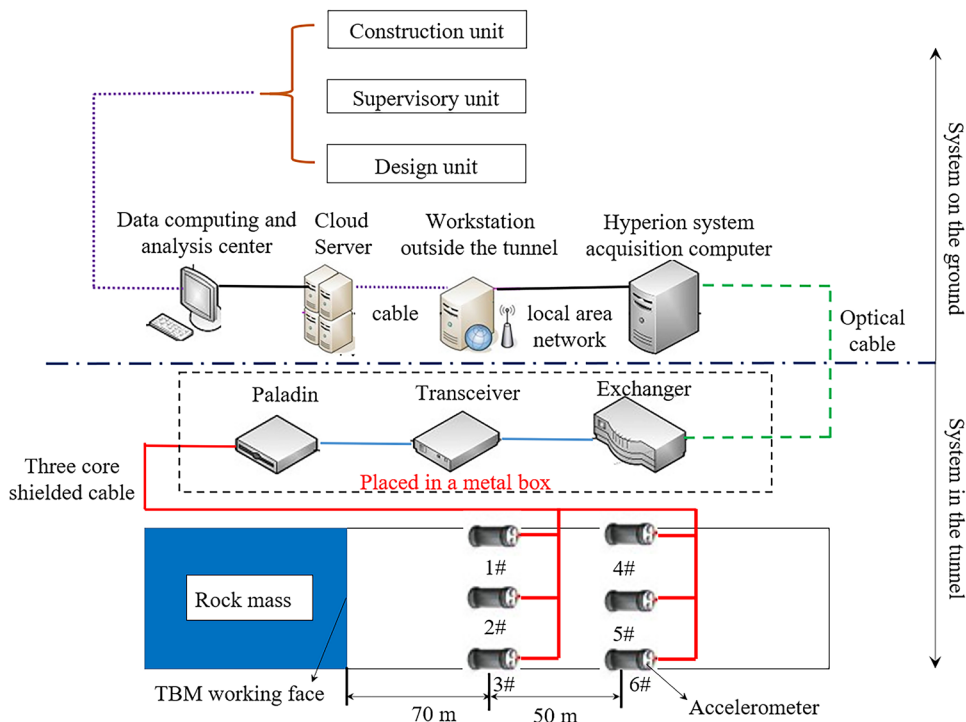 Construction unit
Supervisory unit
Design unit
Data computing and
analysis center
Cloud
Server
Workstation
outside the tunnel
Hyperion system
acquisition computer
cable
local area
network
Optical
cable
System on the ground
Paladin
Transceiver
Exchanger
Placed in a metal box
Three core
shielded cable
System in the tunnel
1#
4#
Rock mass
2#
5#
3#
6#
TBM working face
Accelerometer
70 m
50 m